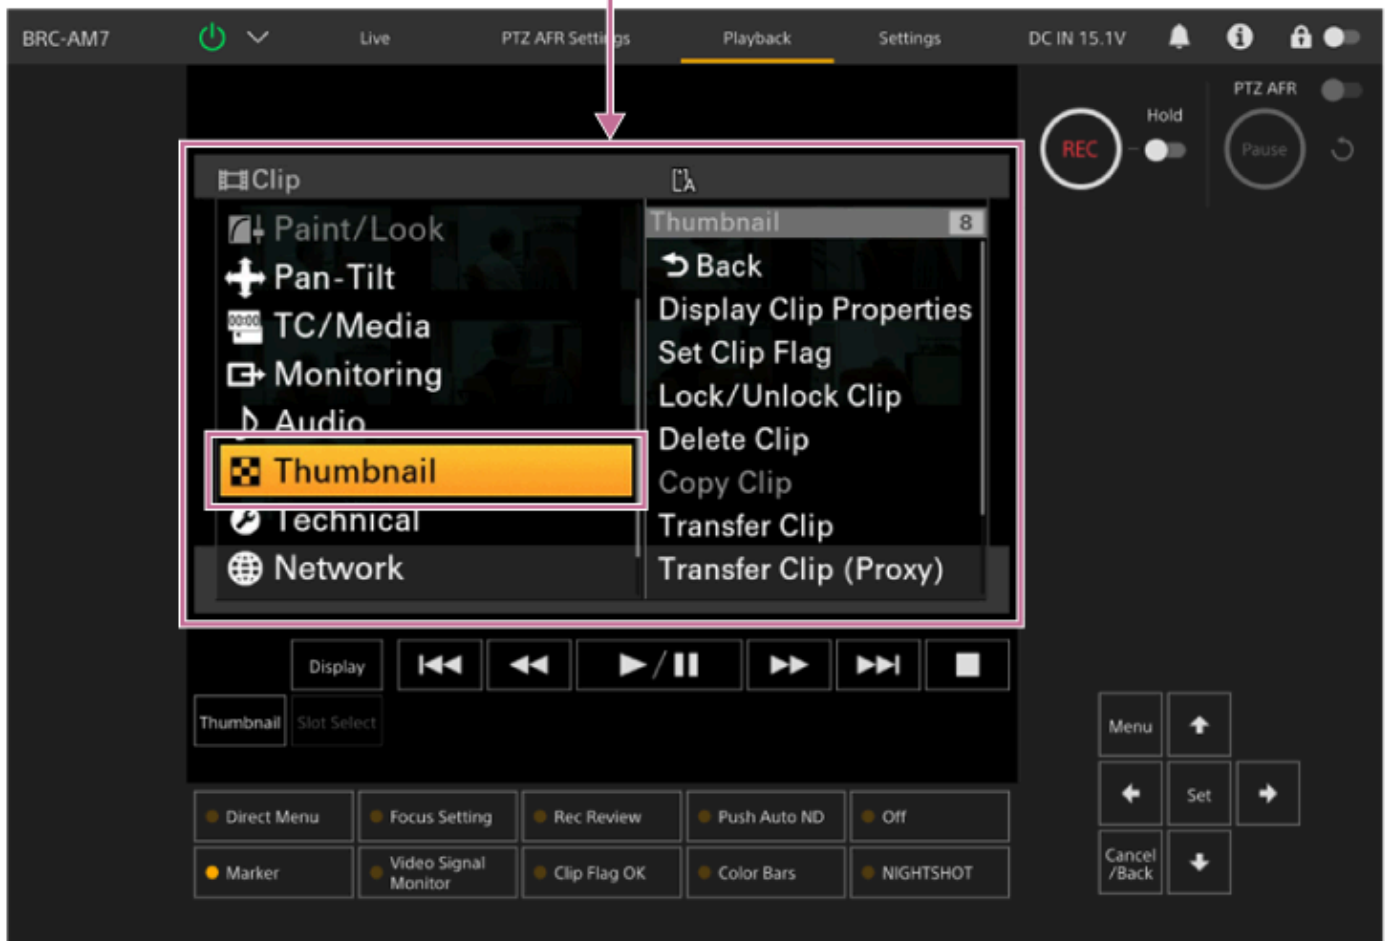 BRC-AM7
Live
PTZ AFR Settings
Playback
Settings
DC IN 15.1V
PTZ AFR
Hold
REC
Pause
Clip
A
Paint/Look
Pan-Tilt
00:00
TC/Media
Monitoring
Audio
Thumbnail
Technical
Network
Thumbnail 8
Back
Display Clip Properties
Set Clip Flag
Lock/Unlock Clip
Delete Clip
Copy Clip
Transfer Clip
Transfer Clip (Proxy)
Display
/
Thumbnail
Slot Select
Menu
Set
Cancel
/Back
Direct Menu
Focus Setting
Rec Review
Push Auto ND
Off
Marker
Video Signal
Monitor
Clip Flag OK
Color Bars
NIGHTSHOT